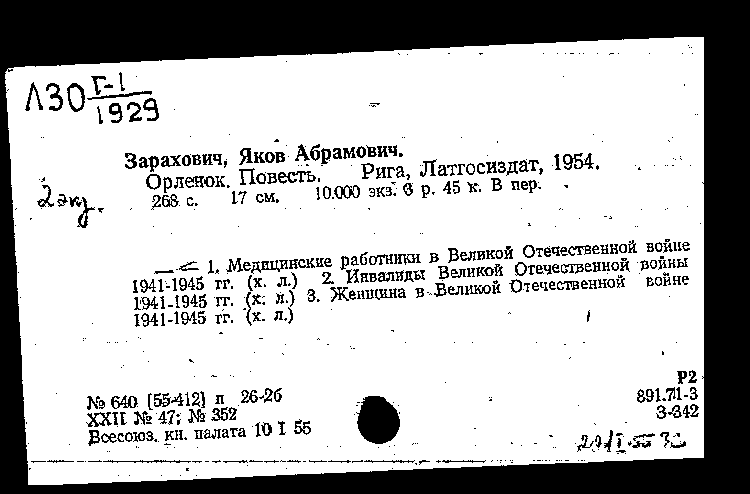 Л30 Г-1
1929
Зарахович, Яков Абрамович.
Орленок. Повесть. Рига, Латгосиздат, 1954.
268 с. 17 см. 10.000 экз. 6 р. 45 к. В пер.
2 экз.
1. Медицинские работники в Великой Отечественной войне
1941-1945 гг. (х. л.) 2. Инвалиды Великой Отечественной войны
1941-1945 гг. (х. л.) 3. Женщина в Великой Отечественной войне
1941-1945 гг. (х. л.)
Р2
№ 640 [55-412] п 26-2б
891.71-3
XXII № 47; № 352
З-342
Всесоюз. кн. палата 10 I 55